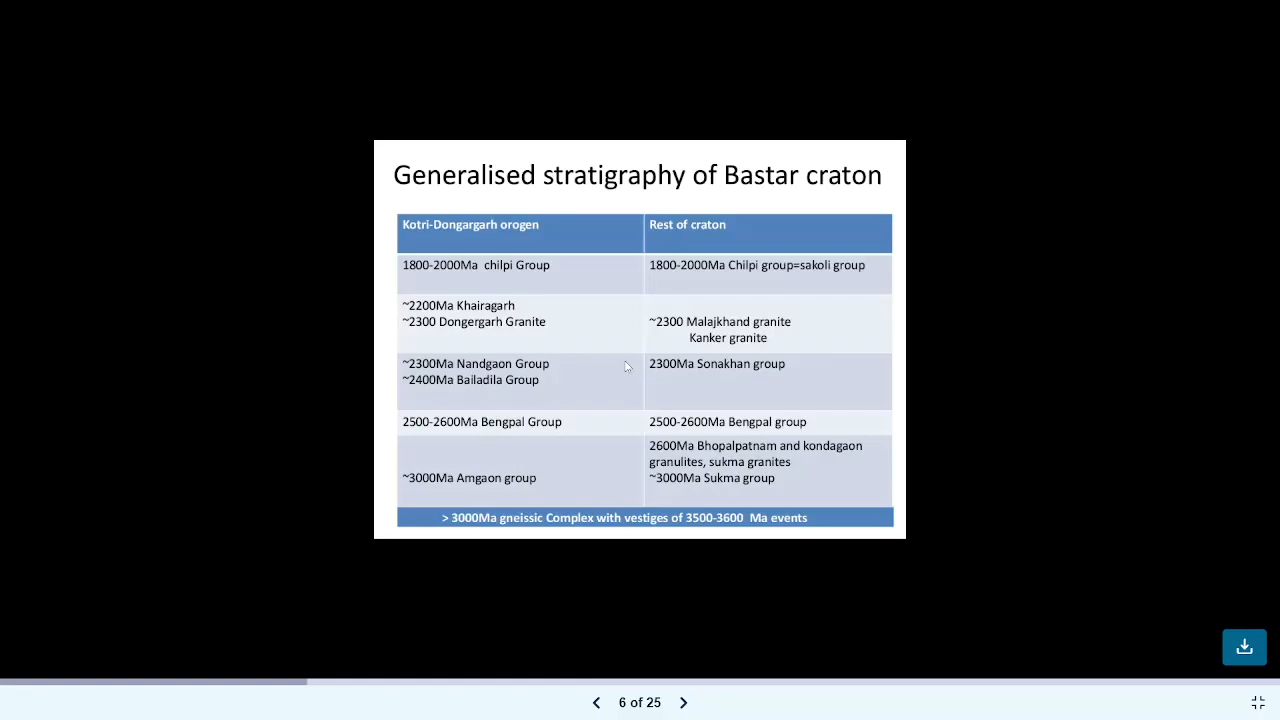 Generalised stratigraphy of Bastar craton
Kotri-Dongargarh orogen
Rest of craton
1800-2000Ma chilpi Group
1800-2000Ma Chilpi group=sakoli group
~2200Ma Khairagarh
~2300 Dongergarh Granite
~2300 Malajkhand granite
Kanker granite
~2300Ma Nandgaon Group
~2400Ma Bailadila Group
2300Ma Sonakhan group
2500-2600Ma Bengpal Group
2500-2600Ma Bengpal group
~3000Ma Amgaon group
2600Ma Bhopalpatnam and kondagaon
granulites, sukma granites
~3000Ma Sukma group
> 3000Ma gneissic Complex with vestiges of 3500-3600 Ma events
6 of 25